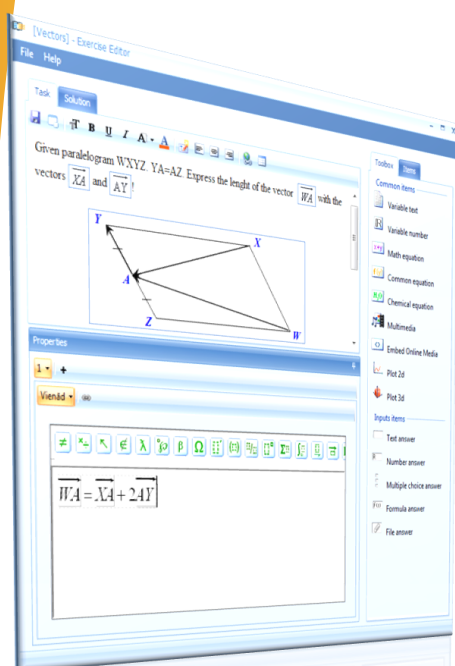 [Vectors] - Exercise Editor
File Help
Task Solution
T B U I A A
Given paralelogram WXYZ. YA=AZ. Express the lenght of the vector WA with the
vectors XA and AY!
Y
X
A
Z
W
Properties
1 +
Vienād
≠ ∉ λ β Ω
WA = XA + 2AY
Toolbox Items
Common items
Variable text
Variable number
Math equation
Common equation
Chemical equation
Multimedia
Embed Online Media
Plot 2d
Plot 3d
Inputs items
Text answer
Number answer
Multiple choice answer
Formula answer
File answer